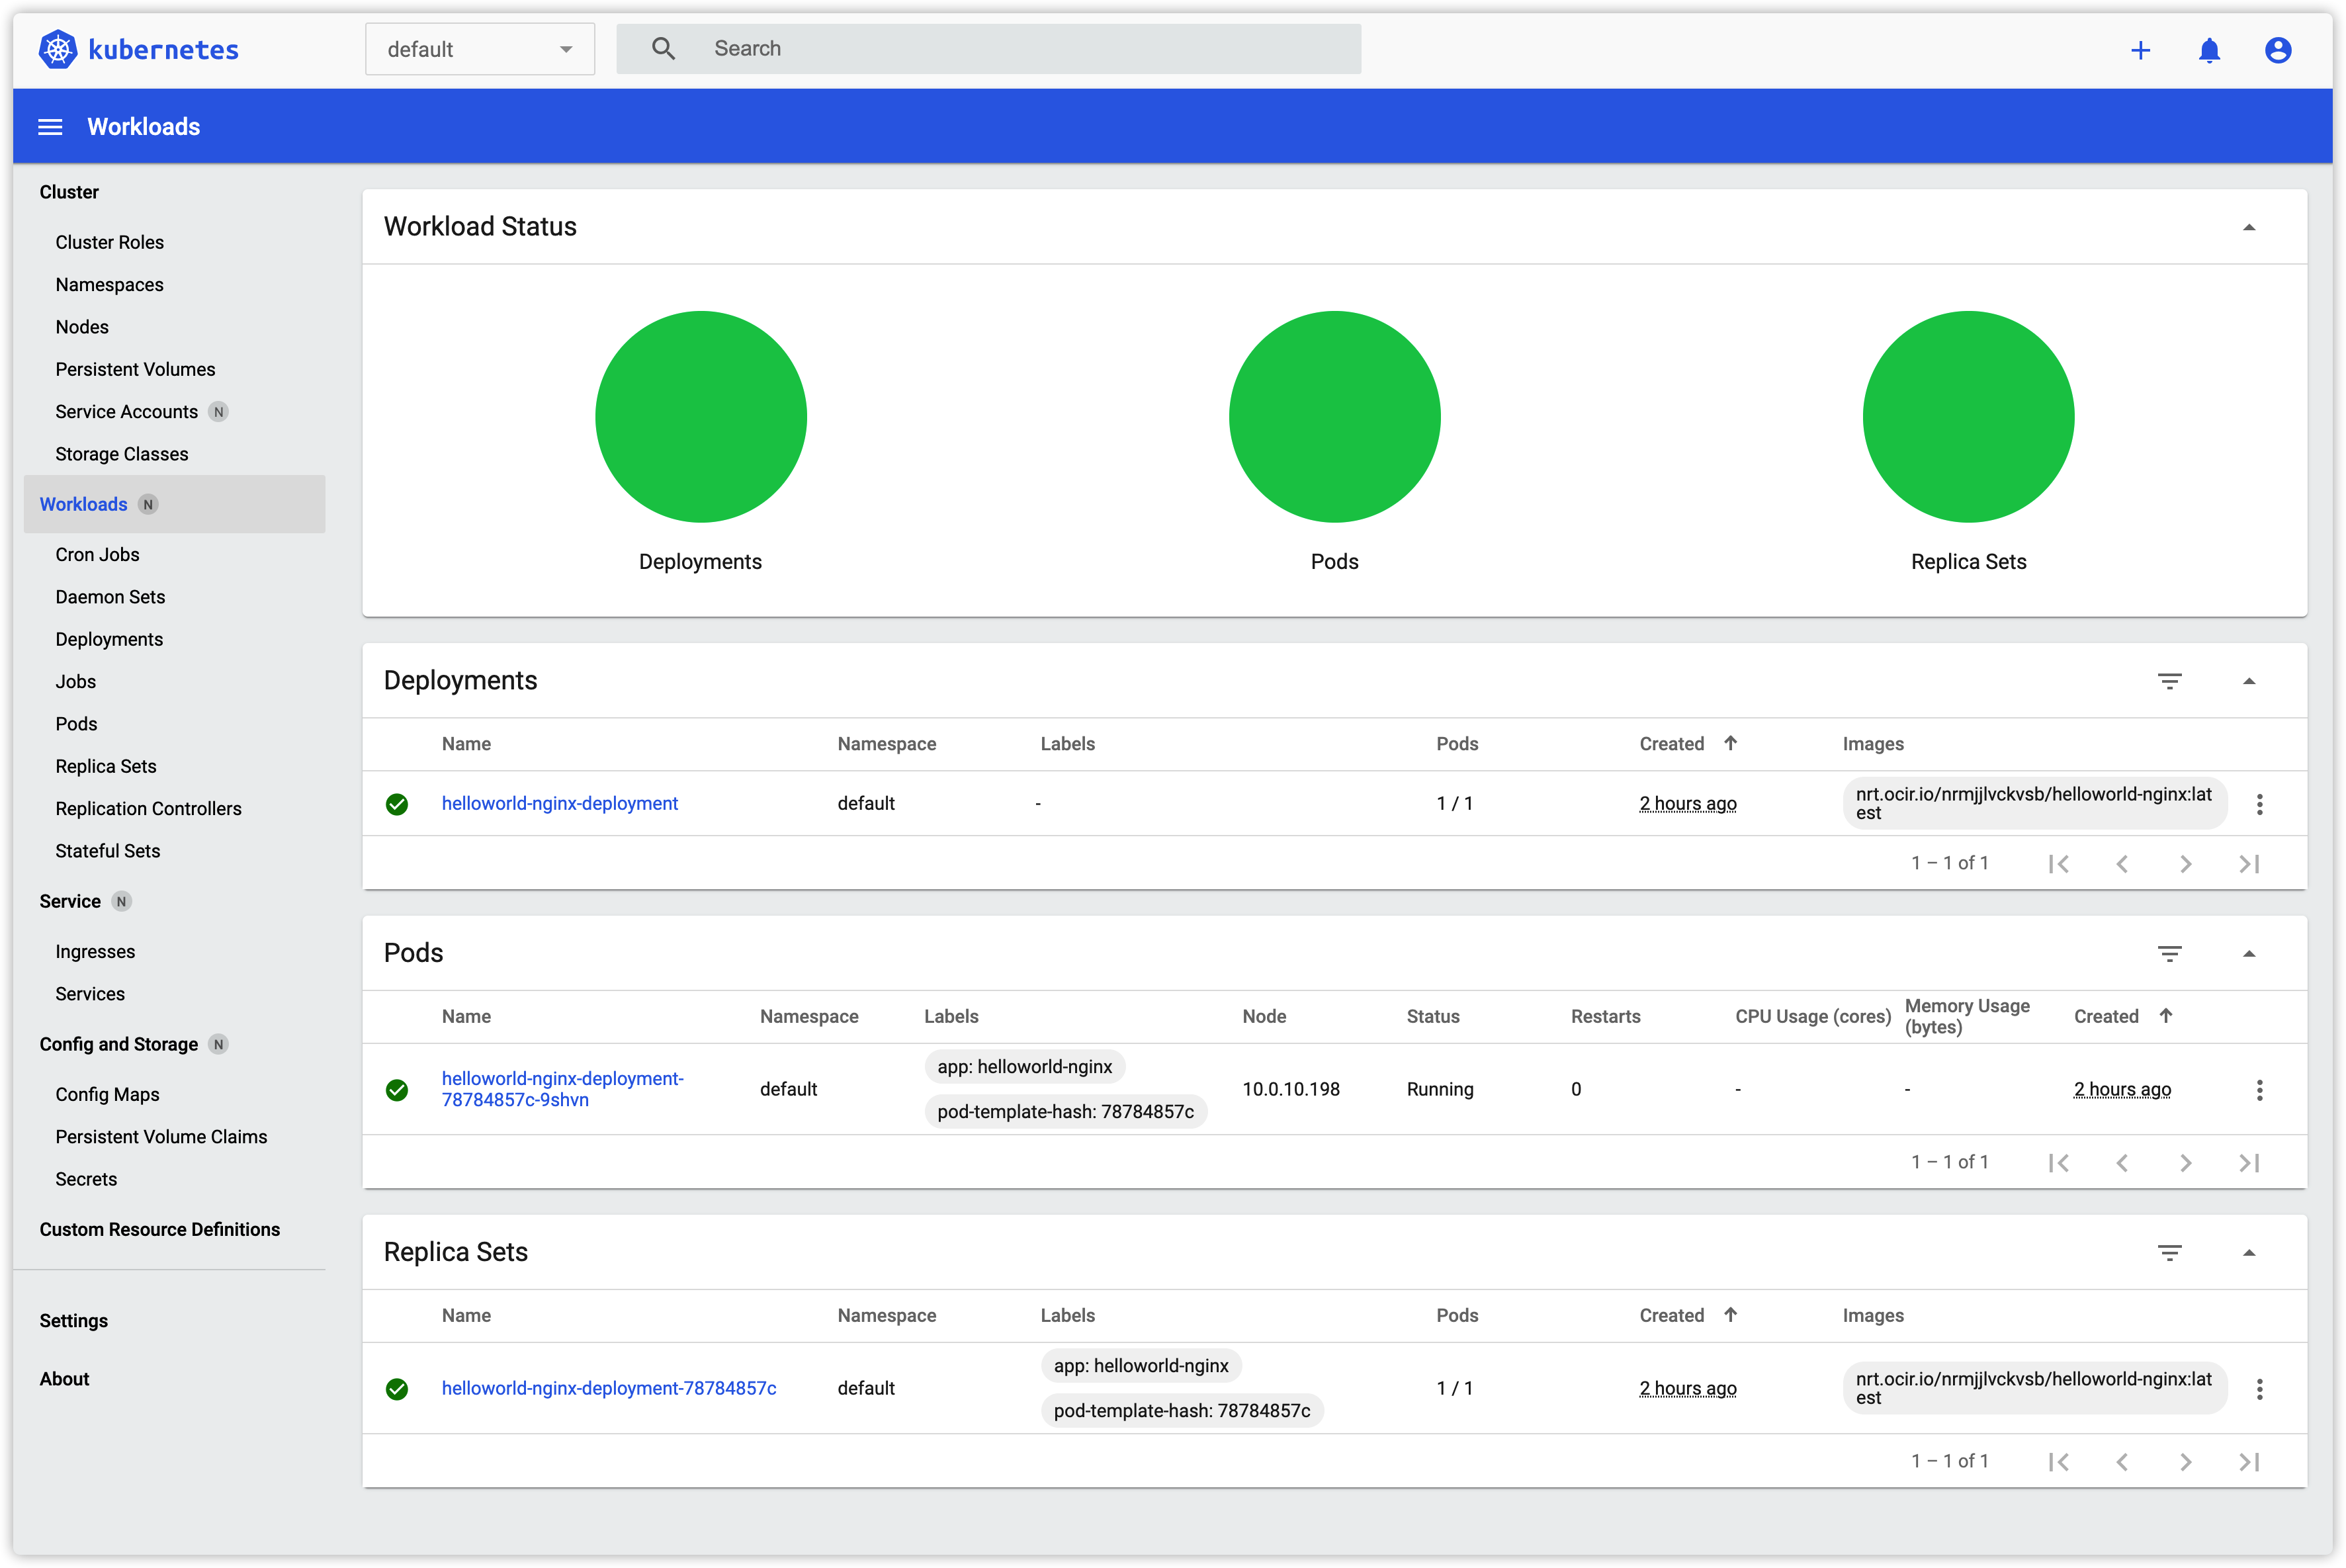 kubernetes
default
Search
Workloads
Cluster
Cluster Roles
Namespaces
Nodes
Persistent Volumes
Service Accounts N
Storage Classes
Workloads N
Cron Jobs
Daemon Sets
Deployments
Jobs
Pods
Replica Sets
Replication Controllers
Stateful Sets
Service N
Ingresses
Services
Config and Storage N
Config Maps
Persistent Volume Claims
Secrets
Custom Resource Definitions
Settings
About
Workload Status
Deployments Pods Replica Sets
Deployments
Name Namespace Labels Pods Created Images
helloworld-nginx-deployment default - 1 / 1 2 hours ago nrt.ocir.io/nrmjjlvckvsb/helloworld-nginx:lat
est
1 – 1 of 1
Pods
Name Namespace Labels Node Status Restarts CPU Usage (cores) Memory Usage
(bytes) Created
helloworld-nginx-deployment-
78784857c-9shvn default app: helloworld-nginx
pod-template-hash: 78784857c 10.0.10.198 Running 0 - - 2 hours ago
1 – 1 of 1
Replica Sets
Name Namespace Labels Pods Created Images
helloworld-nginx-deployment-78784857c default app: helloworld-nginx
pod-template-hash: 78784857c 1 / 1 2 hours ago nrt.ocir.io/nrmjjlvckvsb/helloworld-nginx:lat
est
1 – 1 of 1